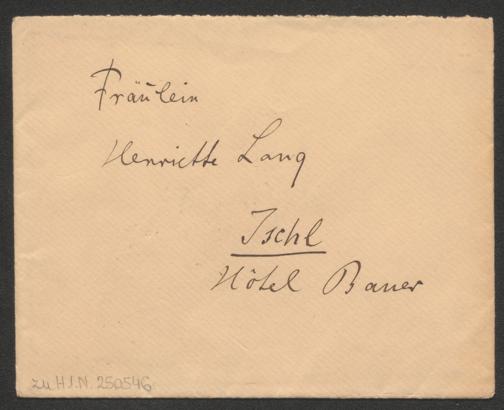 Fräulein
Henriette Lang
Ischl
Hôtel Bauer
zu H.I.N. 250546